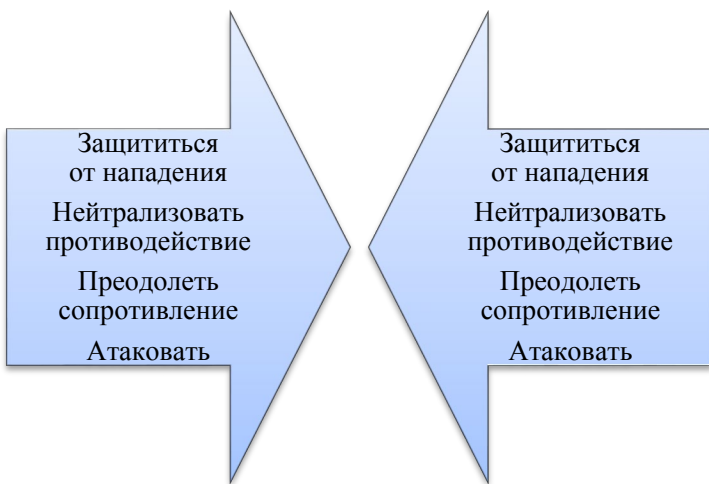 Защититься
от нападения
Нейтрализовать
противодействие
Преодолеть
сопротивление
Атаковать
Защититься
от нападения
Нейтрализовать
противодействие
Преодолеть
сопротивление
Атаковать